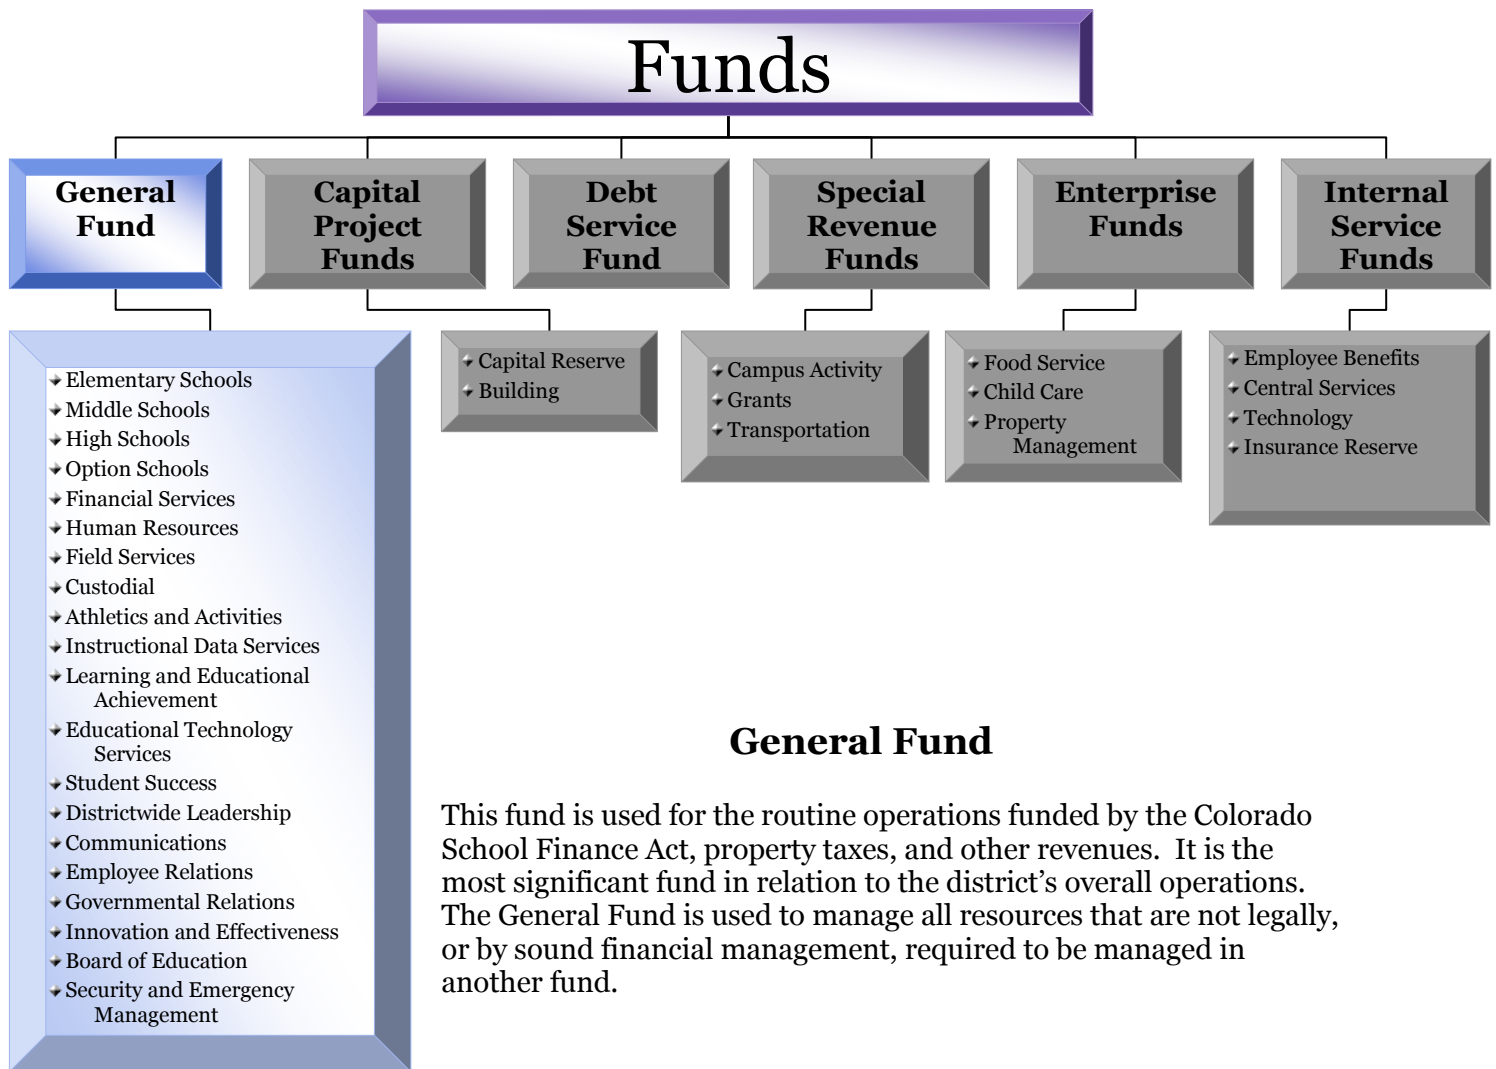 Funds
General
Fund
Capital
Project
Funds
Debt
Service
Fund
Special
Revenue
Funds
Enterprise
Funds
Internal
Service
Funds
Elementary Schools
Middle Schools
High Schools
Option Schools
Financial Services
Human Resources
Field Services
Custodial
Athletics and Activities
Instructional Data Services
Learning and Educational
Achievement
Educational Technology
Services
Student Success
Districtwide Leadership
Communications
Employee Relations
Governmental Relations
Innovation and Effectiveness
Board of Education
Security and Emergency
Management
Capital Reserve
Building
Campus Activity
Grants
Transportation
Food Service
Child Care
Property
Management
Employee Benefits
Central Services
Technology
Insurance Reserve
General Fund
This fund is used for the routine operations funded by the Colorado
School Finance Act, property taxes, and other revenues.  It is the
most significant fund in relation to the district’s overall operations.
The General Fund is used to manage all resources that are not legally,
or by sound financial management, required to be managed in
another fund.